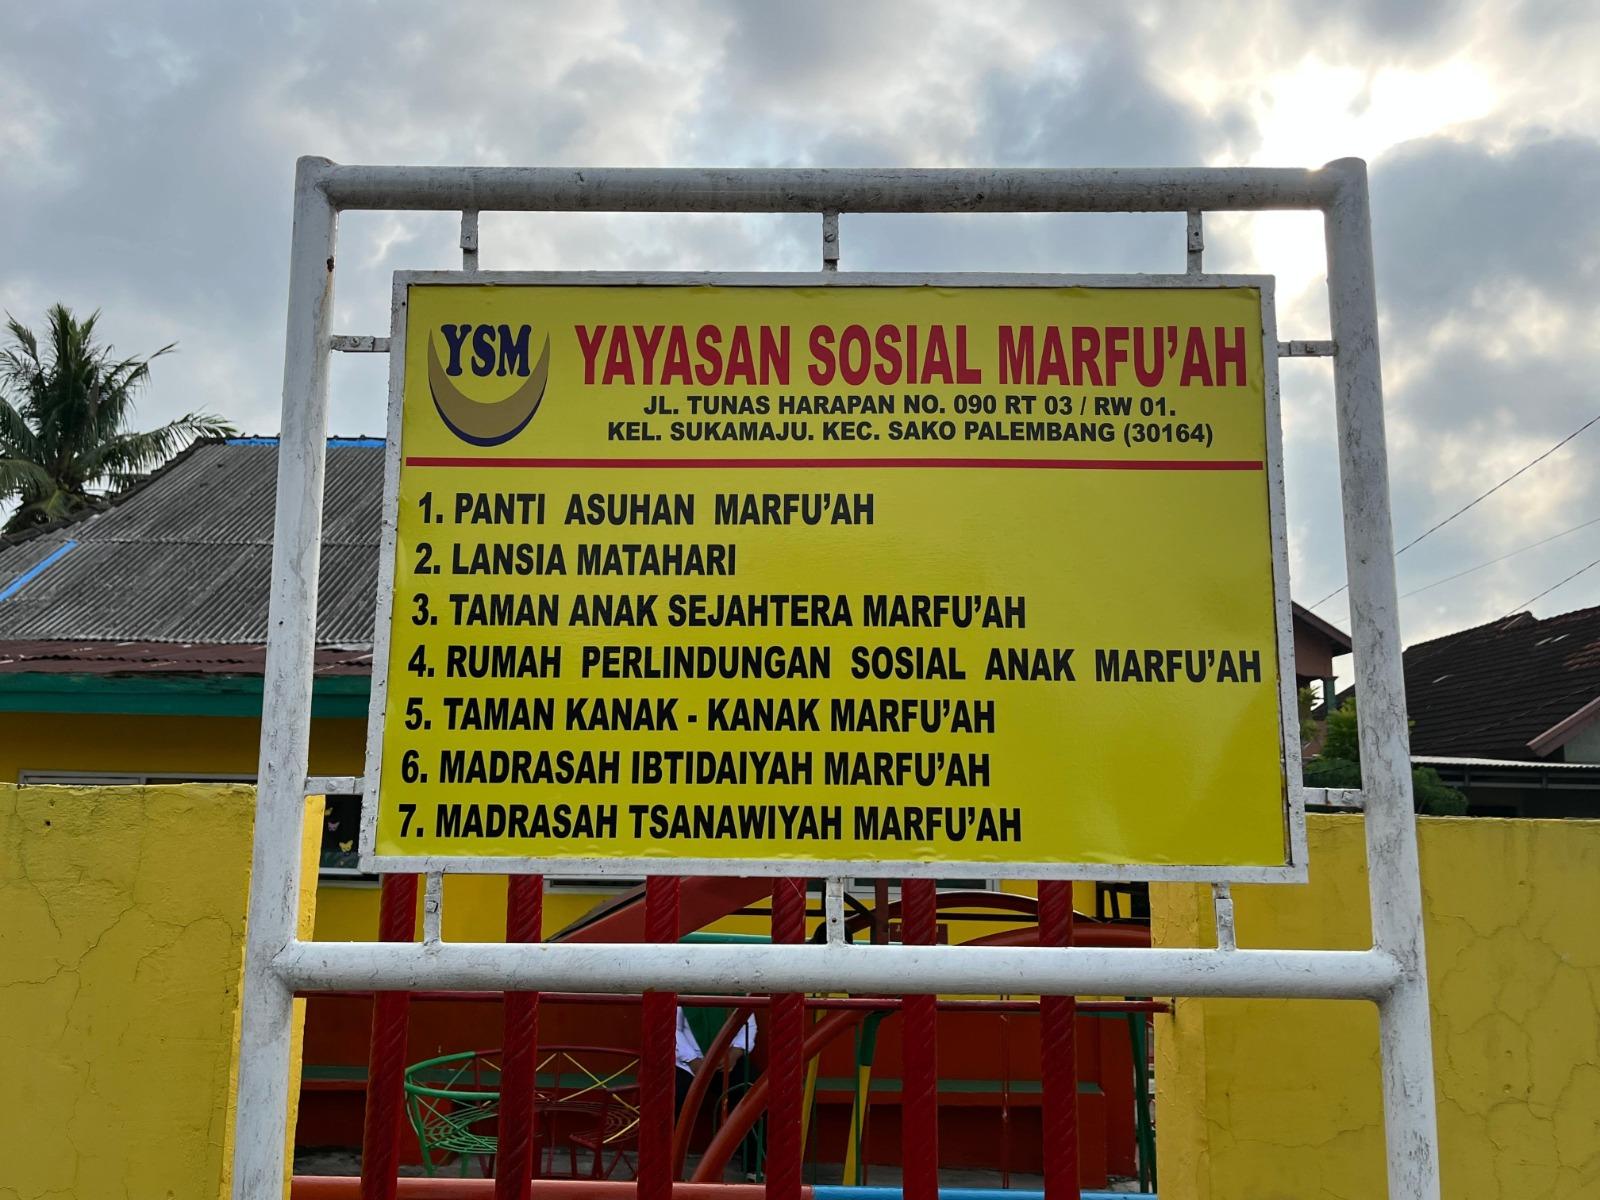 YSM
YAYASAN SOSIAL MARFU'AH
JL. TUNAS HARAPAN NO. 090 RT 03 / RW 01.
KEL. SUKAMAJU. KEC. SAKO PALEMBANG (30164)
1. PANTI ASUHAN MARFU'AH
2. LANSIA MATAHARI
3. TAMAN ANAK SEJAHTERA MARFU'AH
4. RUMAH PERLINDUNGAN SOSIAL ANAK MARFU'AH
5. TAMAN KANAK - KANAK MARFU'AH
6. MADRASAH IBTIDAIYAH MARFU'AH
7. MADRASAH TSANAWIYAH MARFU'AH